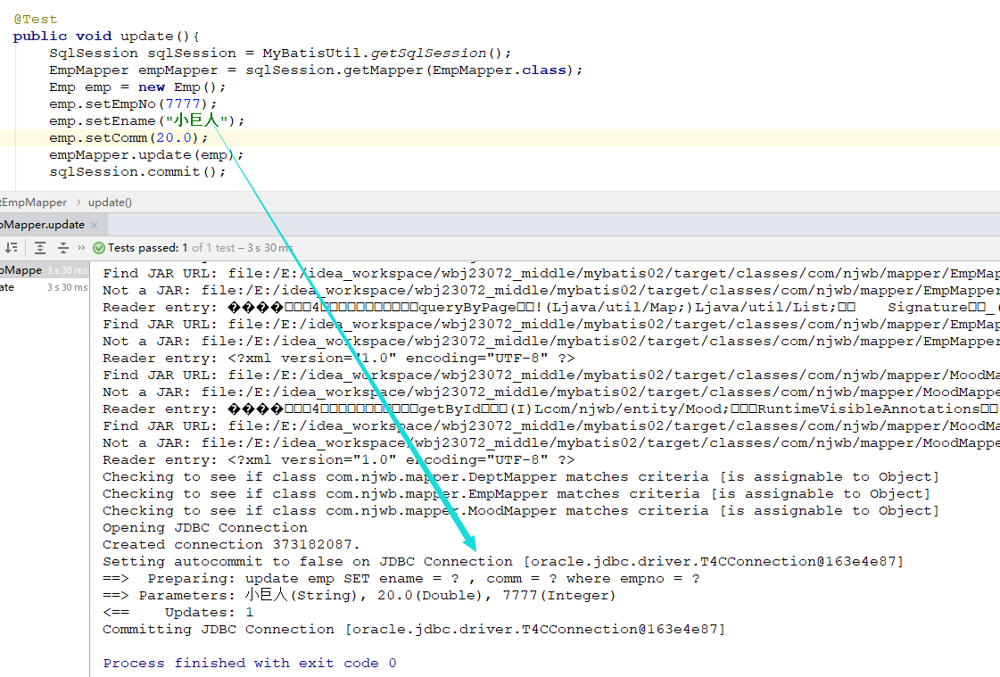 @Test
public void update(){
SqlSession sqlSession = MyBatisUtil.getSqlSession();
EmpMapper empMapper = sqlSession.getMapper(EmpMapper.class);
Emp emp = new Emp();
emp.setEmpNo(7777);
emp.setEname("小巨人");
emp.setComm(20.0);
empMapper.update(emp);
sqlSession.commit();
tEmpMapper › update()
pMapper.update ×
» Tests passed: 1 of 1 test – 3 s 30 ms
pMappe 3 s 30 ms
ate 3 s 30 ms
Find JAR URL: file:/E:/idea_workspace/wbj23072_middle/mybatis02/target/classes/com/njwb/mapper/EmpMap
Not a JAR: file:/E:/idea_workspace/wbj23072_middle/mybatis02/target/classes/com/njwb/mapper/EmpMapper
Reader entry: ����□□□4□□□□□□□□□□□queryByPage□□!(Ljava/util/Map;)Ljava/util/List;□□ Signature□□_(
Find JAR URL: file:/E:/idea_workspace/wbj23072_middle/mybatis02/target/classes/com/njwb/mapper/EmpMap
Not a JAR: file:/E:/idea_workspace/wbj23072_middle/mybatis02/target/classes/com/njwb/mapper/EmpMapper
Reader entry: <?xml version="1.0" encoding="UTF-8" ?>
Find JAR URL: file:/E:/idea_workspace/wbj23072_middle/mybatis02/target/classes/com/njwb/mapper/MoodMa
Not a JAR: file:/E:/idea_workspace/wbj23072_middle/mybatis02/target/classes/com/njwb/mapper/MoodMappe
Reader entry: ����□□□4□□□□□□□□□□□getById□□□(I)Lcom/njwb/entity/Mood;□□□RuntimeVisibleAnnotations□□
Find JAR URL: file:/E:/idea_workspace/wbj23072_middle/mybatis02/target/classes/com/njwb/mapper/MoodMa
Not a JAR: file:/E:/idea_workspace/wbj23072_middle/mybatis02/target/classes/com/njwb/mapper/MoodMappe
Reader entry: <?xml version="1.0" encoding="UTF-8" ?>
Checking to see if class com.njwb.mapper.DeptMapper matches criteria [is assignable to Object]
Checking to see if class com.njwb.mapper.EmpMapper matches criteria [is assignable to Object]
Checking to see if class com.njwb.mapper.MoodMapper matches criteria [is assignable to Object]
Opening JDBC Connection
Created connection 373182087.
Setting autocommit to false on JDBC Connection [oracle.jdbc.driver.T4CConnection@163e4e87]
==>  Preparing: update emp SET ename = ? , comm = ? where empno = ?
==> Parameters: 小巨人(String), 20.0(Double), 7777(Integer)
<==    Updates: 1
Committing JDBC Connection [oracle.jdbc.driver.T4CConnection@163e4e87]
Process finished with exit code 0